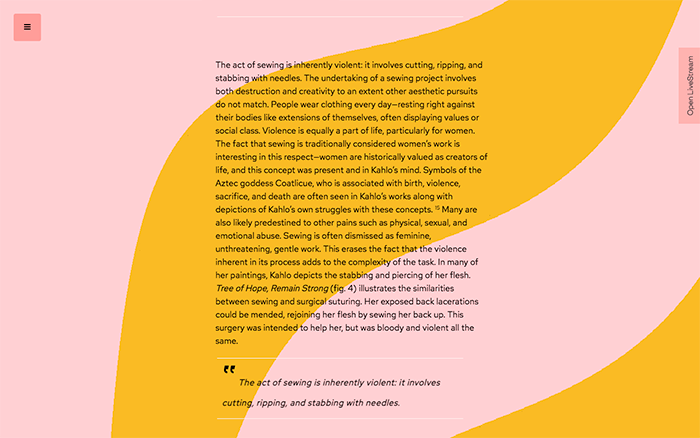 The act of sewing is inherently violent: it involves cutting, ripping, and
stabbing with needles. The undertaking of a sewing project involves
both destruction and creativity to an extent other aesthetic pursuits
do not match. People wear clothing every day—resting right against
their bodies like extensions of themselves, often displaying values or
social class. Violence is equally a part of life, particularly for women.
The fact that sewing is traditionally considered women's work is
interesting in this respect—women are historically valued as creators of
life, and this concept was present and in Kahlo's mind. Symbols of the
Aztec goddess Coatlicue, who is associated with birth, violence,
sacrifice, and death are often seen in Kahlo's works along with
depictions of Kahlo's own struggles with these concepts. 15 Many are
also likely predestined to other pains such as physical, sexual, and
emotional abuse. Sewing is often dismissed as feminine,
unthreatening, gentle work. This erases the fact that the violence
inherent in its process adds to the complexity of the task. In many of
her paintings, Kahlo depicts the stabbing and piercing of her flesh.
Tree of Hope, Remain Strong (fig. 4) illustrates the similarities
between sewing and surgical suturing. Her exposed back lacerations
could be mended, rejoining her flesh by sewing her back up. This
surgery was intended to help her, but was bloody and violent all the
same.
"
The act of sewing is inherently violent: it involves
cutting, ripping, and stabbing with needles.
Open LiveStream